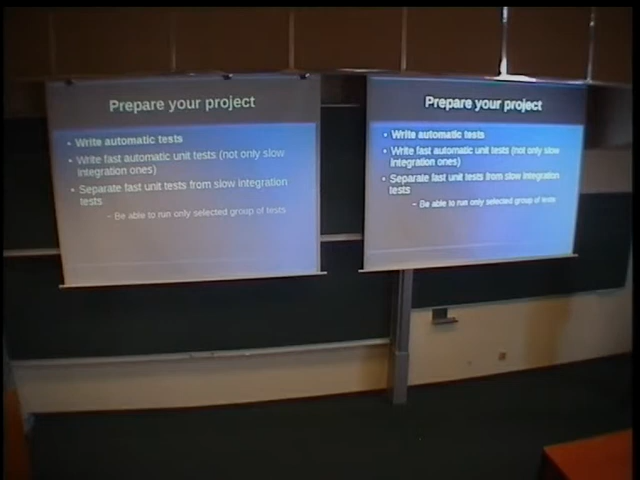 Prepare your project
• Write automatic tests
• Write fast automatic unit tests (not only slow
integration ones)
• Separate fast unit tests from slow integration
tests
– Be able to run only selected group of tests
Prepare your project
• Write automatic tests
• Write fast automatic unit tests (not only slow
integration ones)
• Separate fast unit tests from slow integration
tests
– Be able to run only selected group of tests